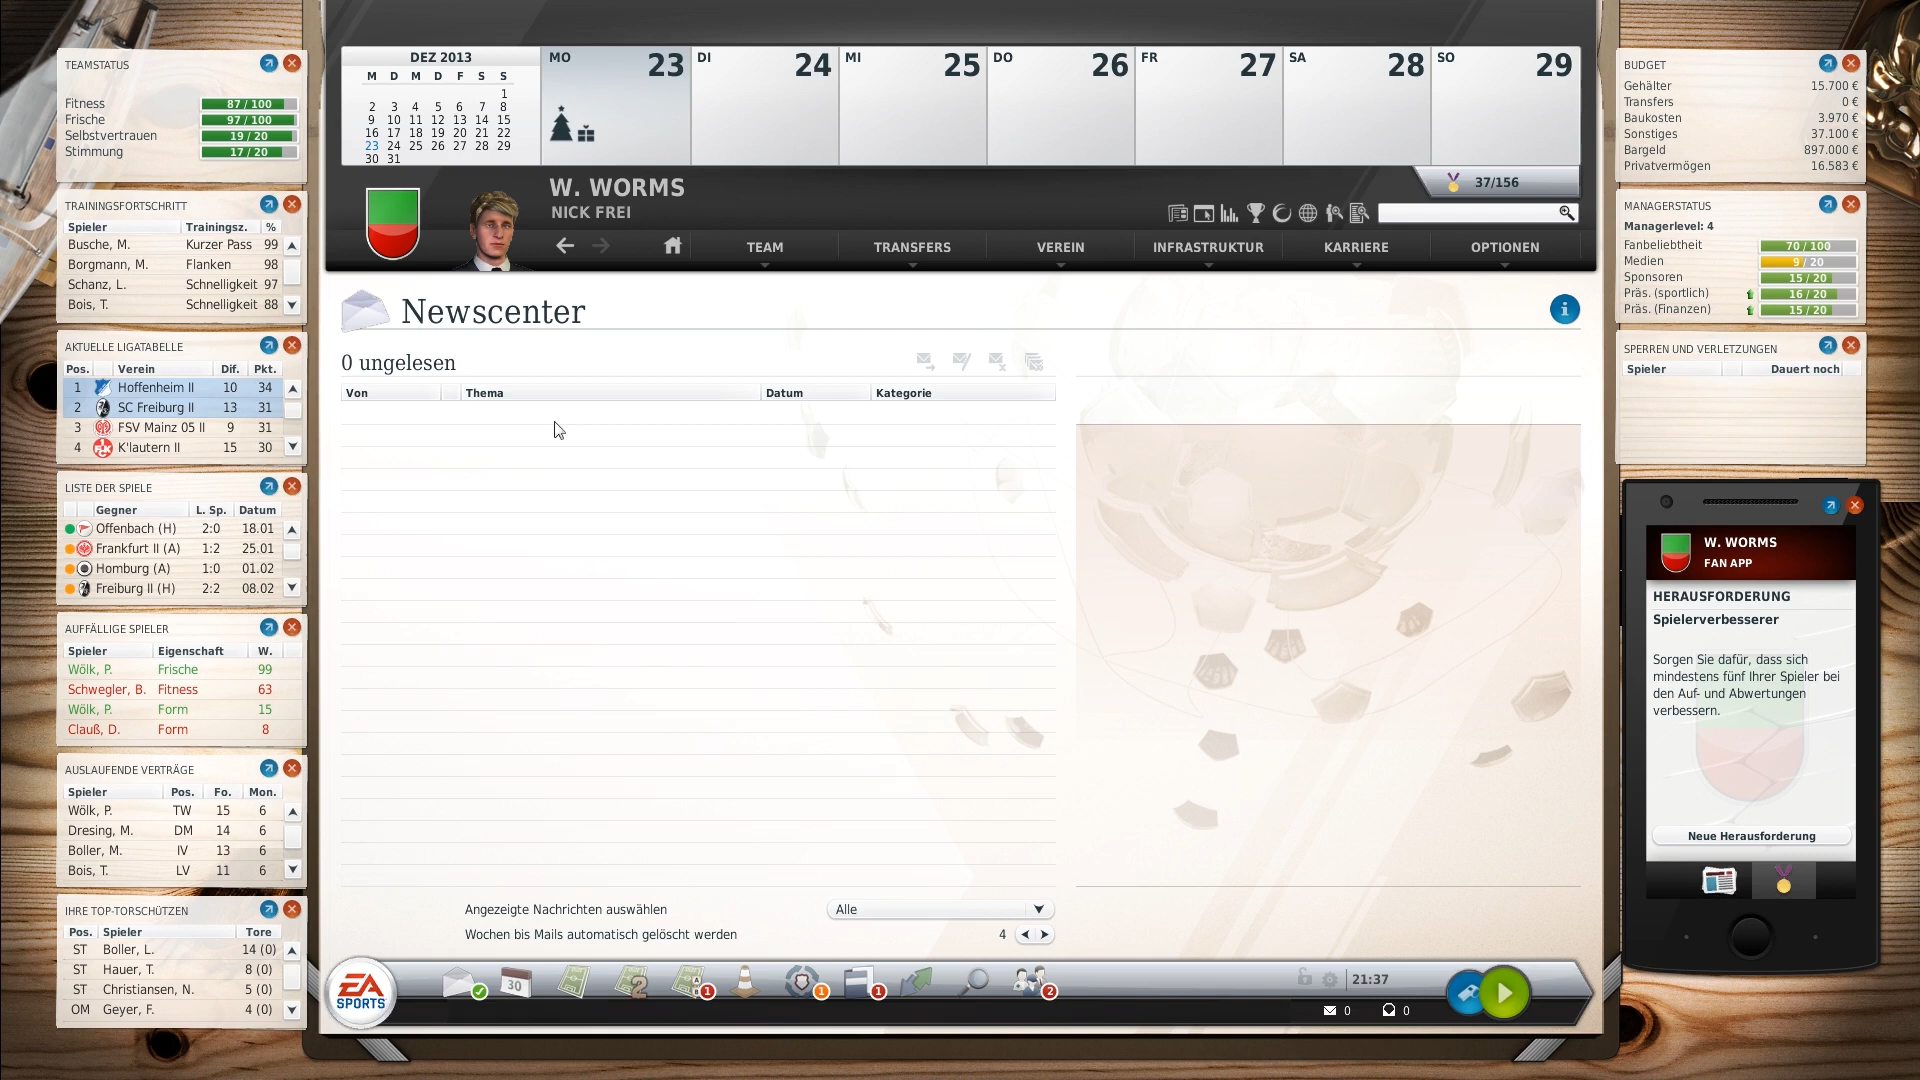 TEAMSTATUS
Fitness 87 / 100
Frische 97 / 100
Selbstvertrauen 19 / 20
Stimmung 17 / 20
TRAININGSFORTSCHRITT
Spieler Trainingsz. %
Busche, M. Kurzer Pass 99
Borgmann, M. Flanken 98
Schanz, L. Schnelligkeit 97
Bois, T. Schnelligkeit 88
AKTUELLE LIGATABELLE
Pos. Verein Dif. Pkt.
1 Hoffenheim II 10 34
2 SC Freiburg II 13 31
3 FSV Mainz 05 II 9 31
4 K'lautern II 15 30
LISTE DER SPIELE
Gegner L. Sp. Datum
Offenbach (H) 2:0 18.01
Frankfurt II (A) 1:2 25.01
Homburg (A) 1:0 01.02
Freiburg II (H) 2:2 08.02
AUFFÄLLIGE SPIELER
Spieler Eigenschaft W.
Wölk, P. Frische 99
Schwegler, B. Fitness 63
Wölk, P. Form 15
Clauß, D. Form 8
AUSLAUFENDE VERTRÄGE
Spieler Pos. Fo. Mon.
Wölk, P. TW 15 6
Dresing, M. DM 14 6
Boller, M. IV 13 6
Bois, T. LV 11 6
IHRE TOP-TORSCHÜTZEN
Pos. Spieler Tore
ST Boller, L. 14 (0)
ST Hauer, T. 8 (0)
ST Christiansen, N. 5 (0)
OM Geyer, F. 4 (0)
DEZ 2013
M D M D F S S
1
2 3 4 5 6 7 8
9 10 11 12 13 14 15
16 17 18 19 20 21 22
23 24 25 26 27 28 29
30 31
MO 23 DI 24 MI 25 DO 26 FR 27 SA 28 SO 29
W. WORMS
NICK FREI
37/156
TEAM TRANSFERS VEREIN INFRASTRUKTUR KARRIERE OPTIONEN
Newscenter
0 ungelesen
Von Thema Datum Kategorie
Angezeigte Nachrichten auswählen Alle
Wochen bis Mails automatisch gelöscht werden 4
EA SPORTS
30 2 A B 1 1 1 2
21:37
0 0
BUDGET
Gehälter 15.700 €
Transfers 0 €
Baukosten 3.970 €
Sonstiges 37.100 €
Bargeld 897.000 €
Privatvermögen 16.583 €
MANAGERSTATUS
Managerlevel: 4
Fanbeliebtheit 70 / 100
Medien 9 / 20
Sponsoren 15 / 20
Präs. (sportlich) 16 / 20
Präs. (Finanzen) 15 / 20
SPERREN UND VERLETZUNGEN
Spieler Dauert noch
W. WORMS
FAN APP
HERAUSFORDERUNG
Spielerverbesserer
Sorgen Sie dafür, dass sich
mindestens fünf Ihrer Spieler bei
den Auf- und Abwertungen
verbessern.
Neue Herausforderung